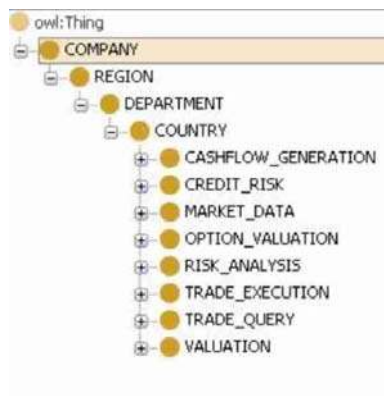 owl:Thing
COMPANY
REGION
DEPARTMENT
COUNTRY
CASHFLOW_GENERATION
CREDIT_RISK
MARKET_DATA
OPTION_VALUATION
RISK_ANALYSIS
TRADE_EXECUTION
TRADE_QUERY
VALUATION